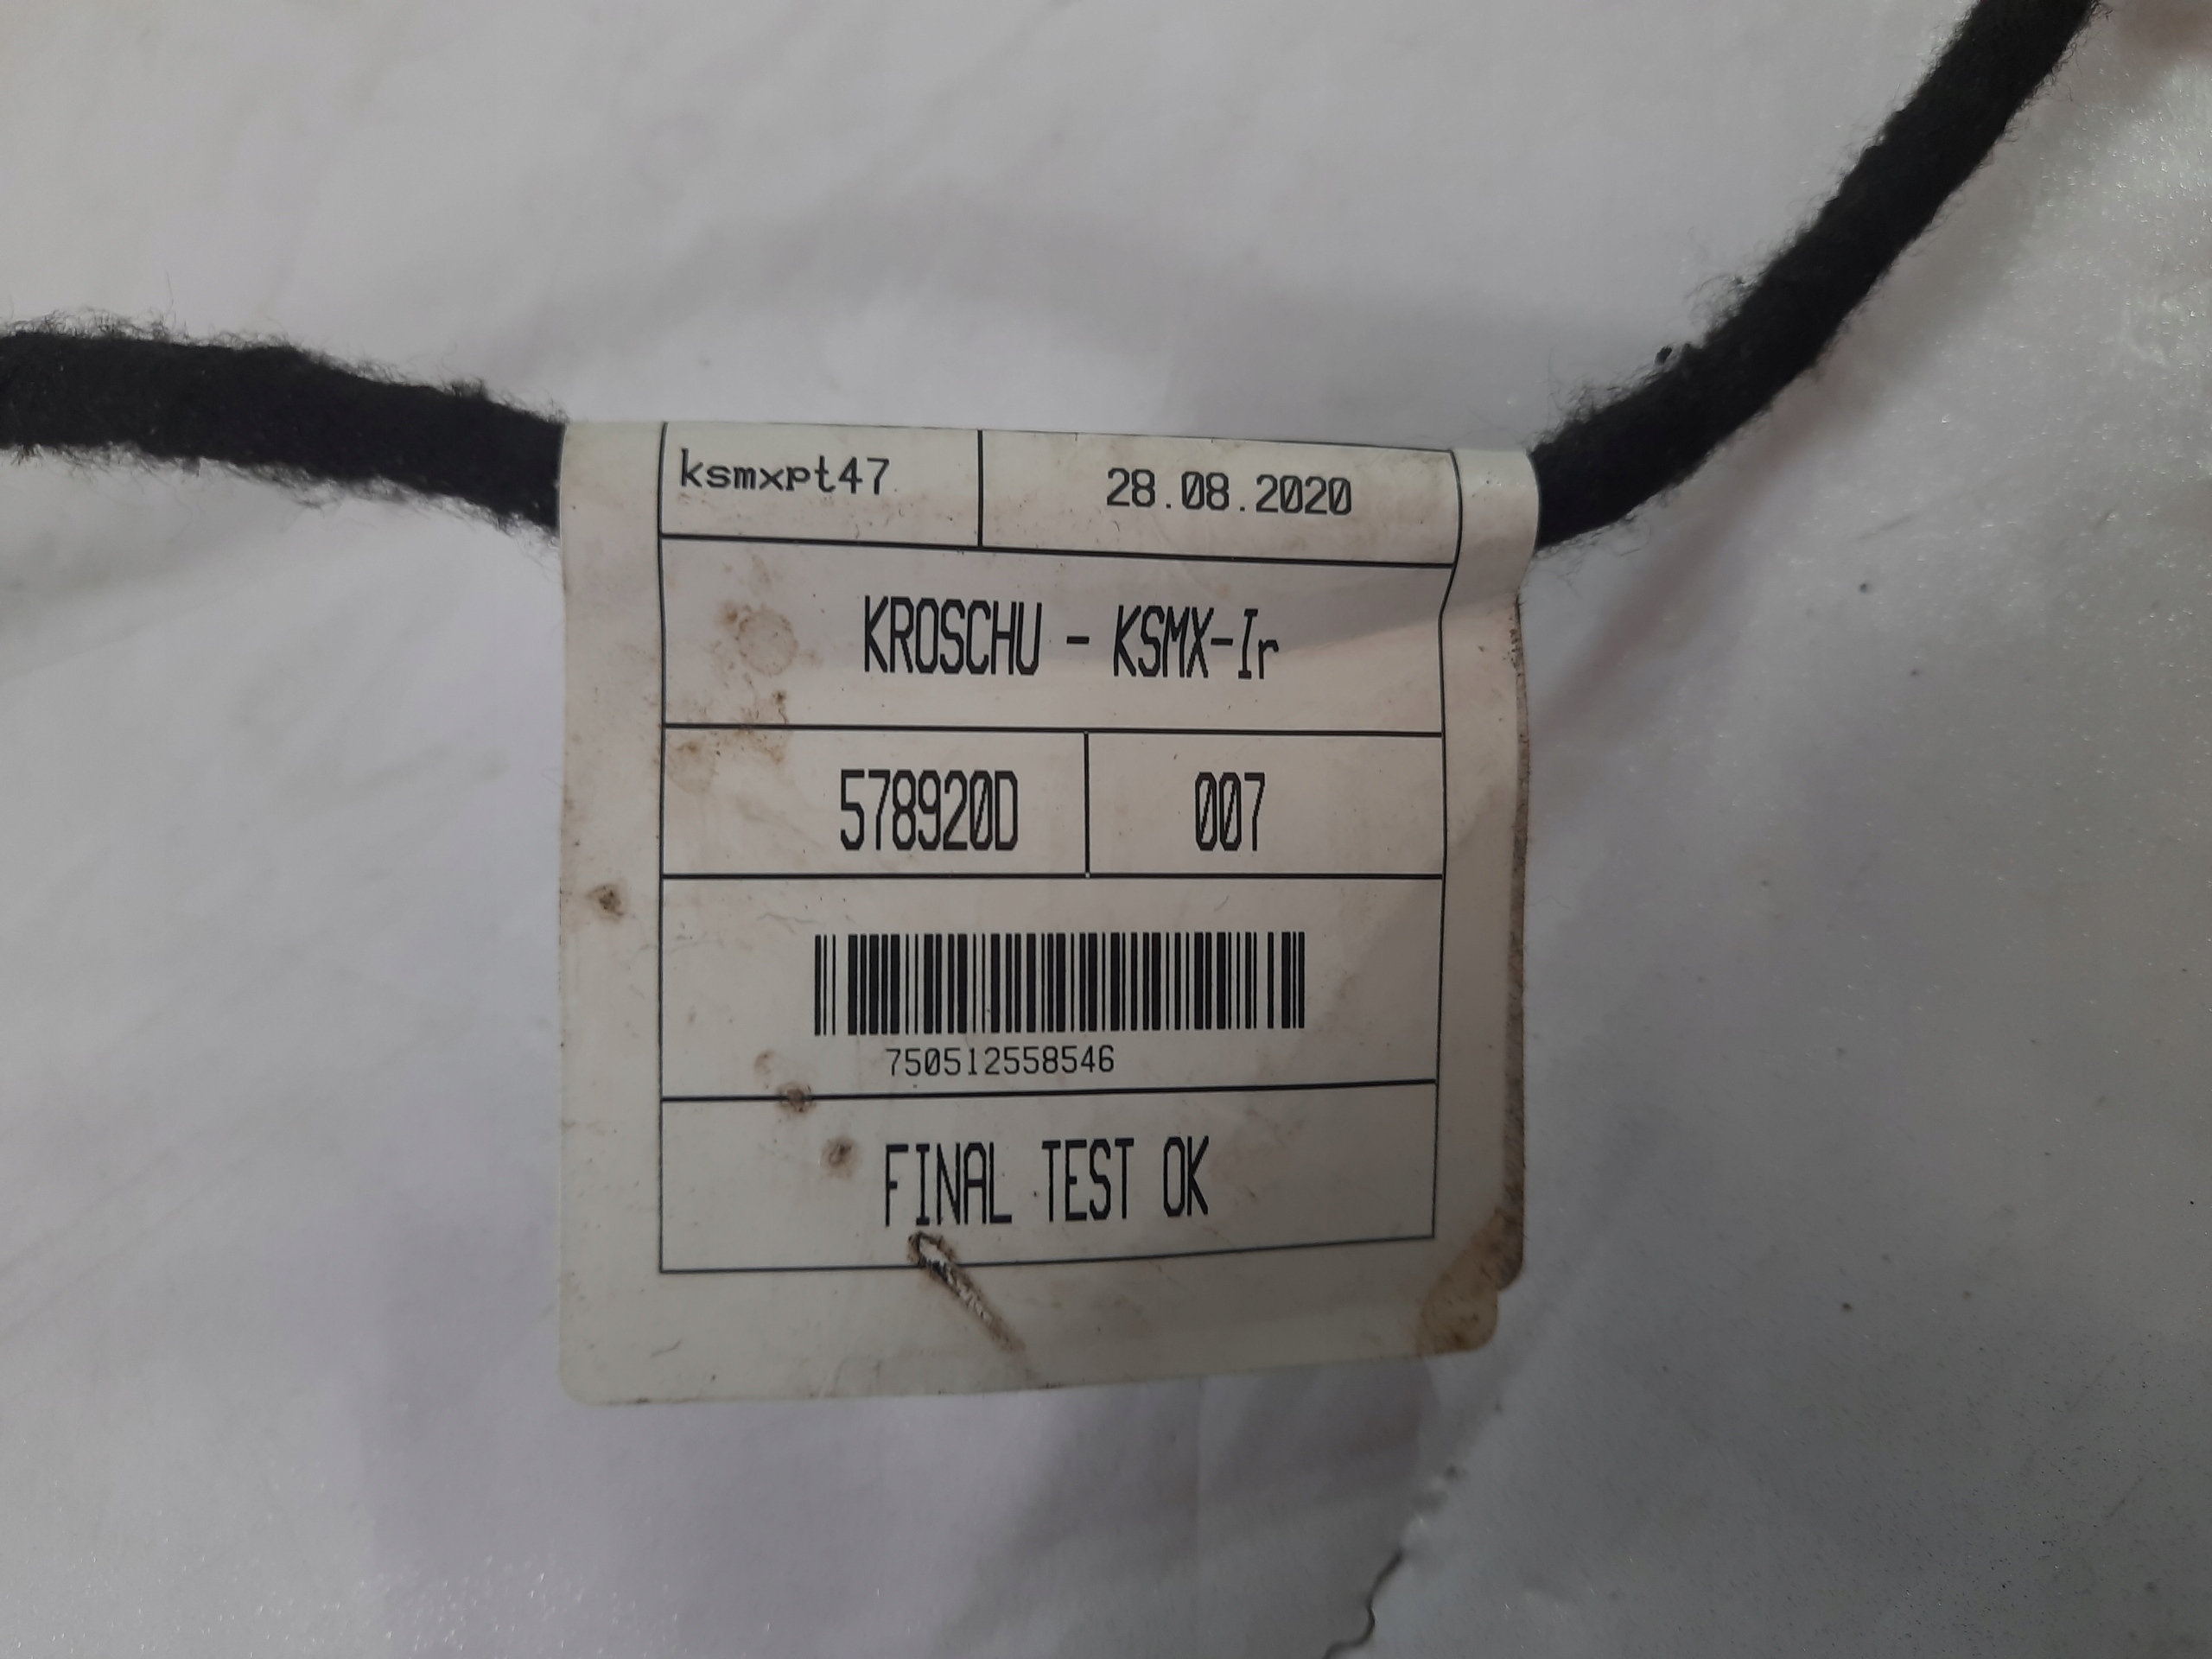 ksmxpt47 28.08.2020
KROSCHU - KSMX-Ir
578920D 007
750512558546
FINAL TEST OK